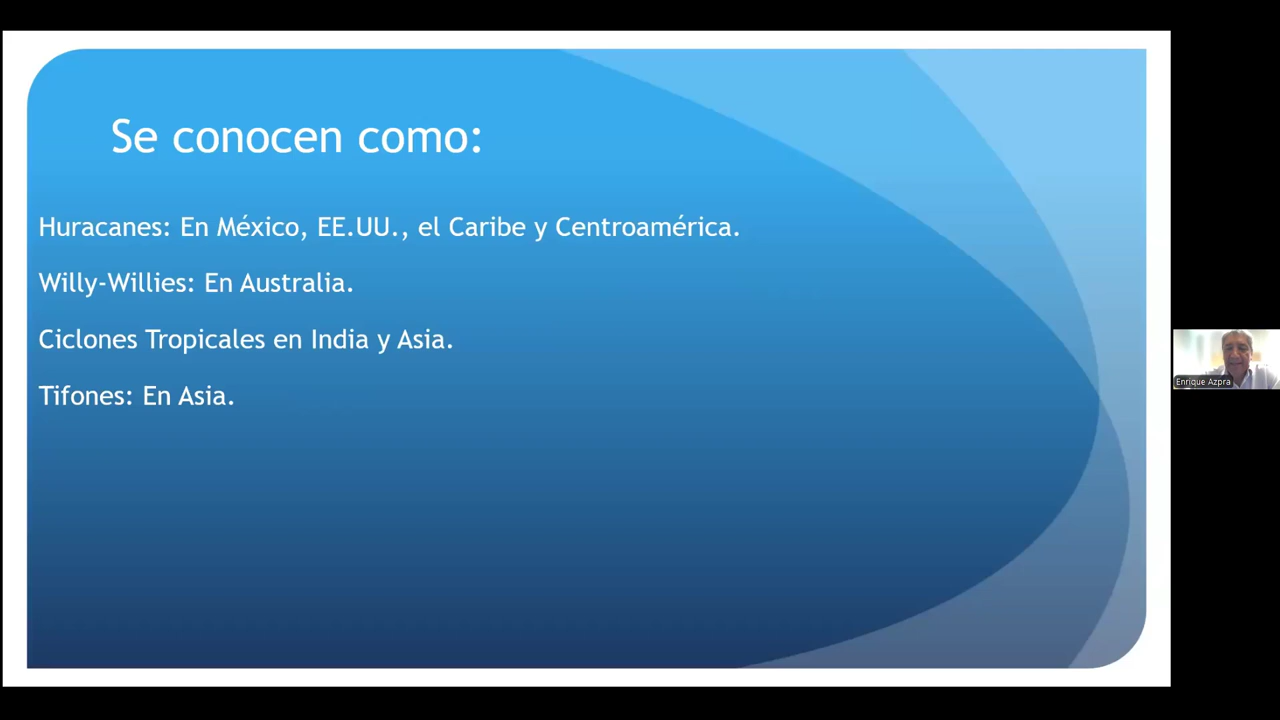 Se conocen como:
Huracanes: En México, EE.UU., el Caribe y Centroamérica.
Willy-Willies: En Australia.
Ciclones Tropicales en India y Asia.
Tifones: En Asia.
Enrique Azpra